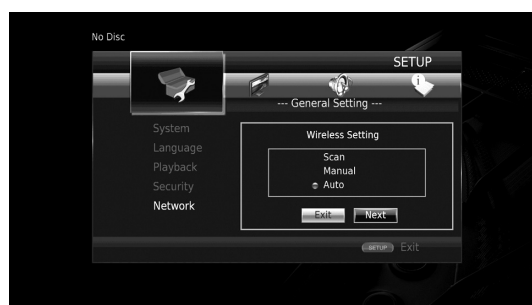 No Disc
SETUP
--- General Setting ---
System
Language
Playback
Security
Network
Wireless Setting
Scan
Manual
Auto
Exit Next
SETUP Exit